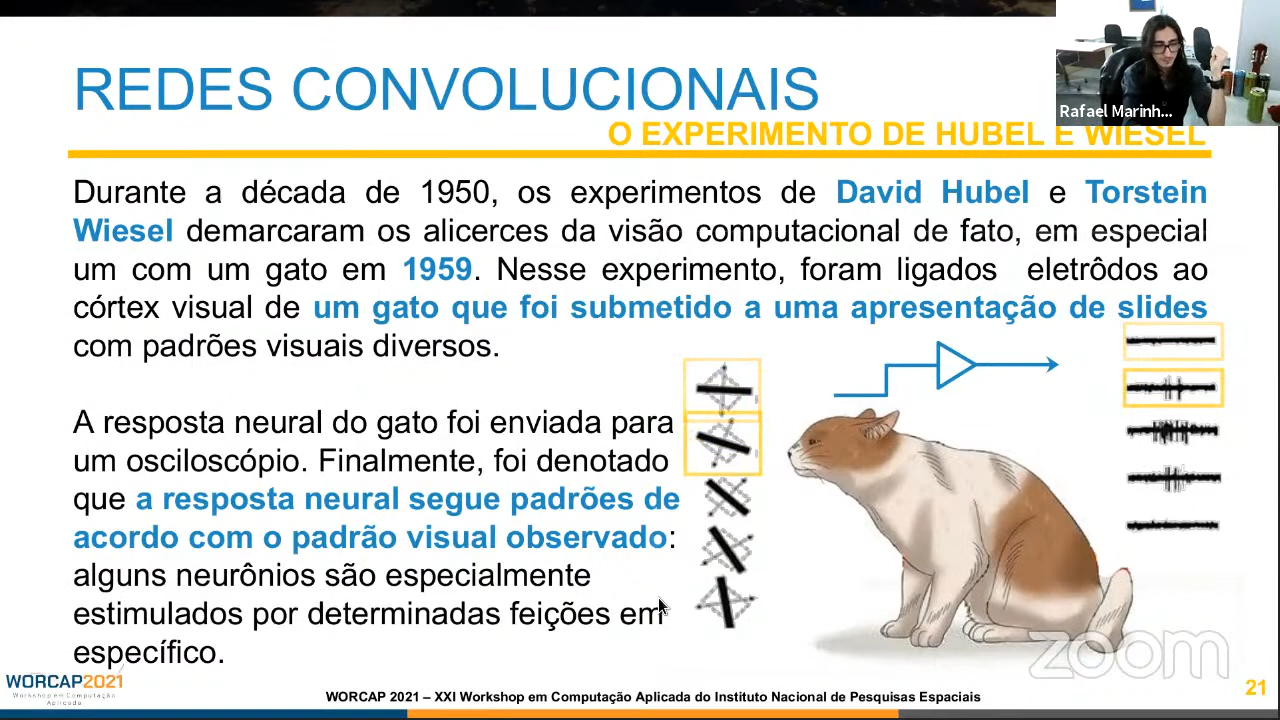 REDES CONVOLUCIONAIS
Rafael Marinh...
O EXPERIMENTO DE HUBEL E WIESEL
Durante a década de 1950, os experimentos de David Hubel e Torstein
Wiesel demarcaram os alicerces da visão computacional de fato, em especial
um com um gato em 1959. Nesse experimento, foram ligados eletrôdos ao
córtex visual de um gato que foi submetido a uma apresentação de slides
com padrões visuais diversos.
A resposta neural do gato foi enviada para
um osciloscópio. Finalmente, foi denotado
que a resposta neural segue padrões de
acordo com o padrão visual observado:
alguns neurônios são especialmente
estimulados por determinadas feições em
específico.
zoom
WORCAP2021
Workshop em Computação
Aplicada
WORCAP 2021 – XXI Workshop em Computação Aplicada do Instituto Nacional de Pesquisas Espaciais
21